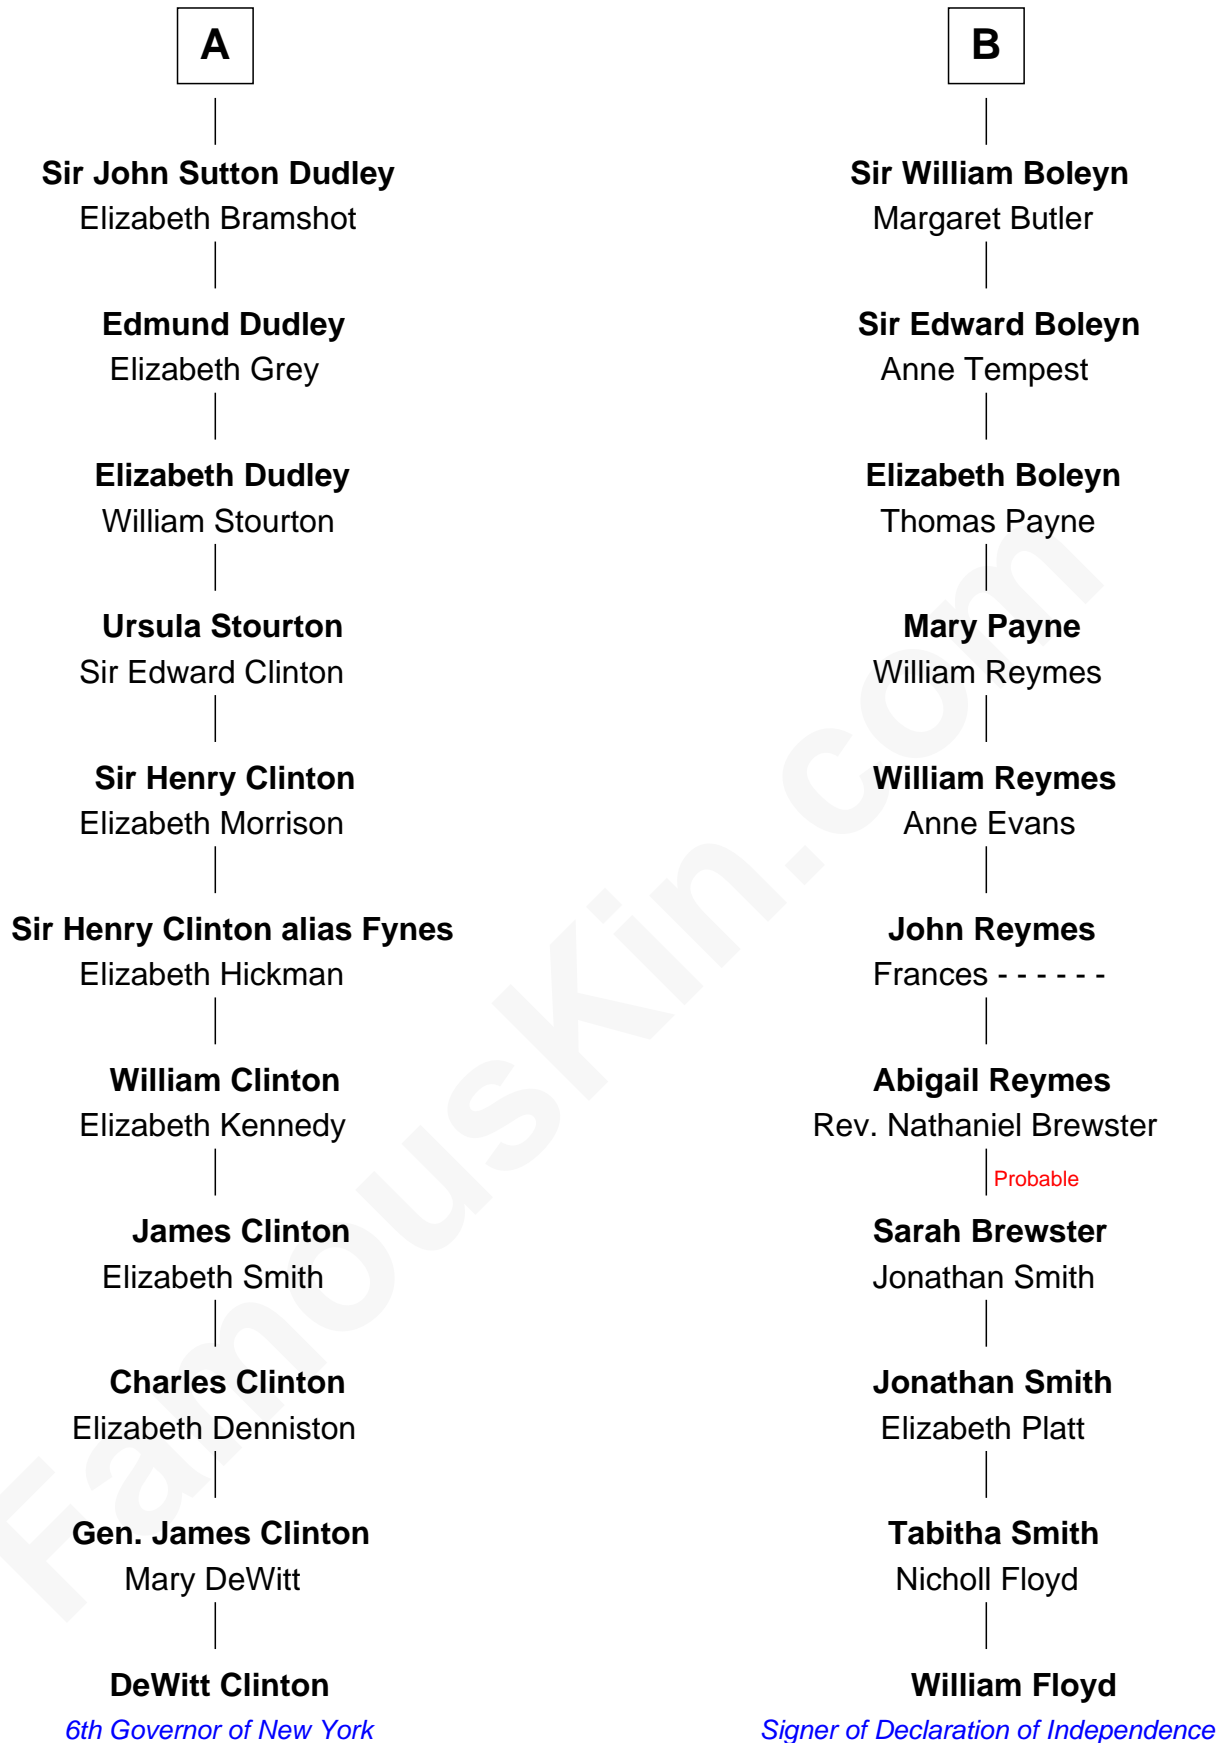 A
Sir John Sutton Dudley
Elizabeth Bramshot
Edmund Dudley
Elizabeth Grey
Elizabeth Dudley
William Stourton
Ursula Stourton
Sir Edward Clinton
Sir Henry Clinton
Elizabeth Morrison
Sir Henry Clinton alias Fynes
Elizabeth Hickman
William Clinton
Elizabeth Kennedy
James Clinton
Elizabeth Smith
Charles Clinton
Elizabeth Denniston
Gen. James Clinton
Mary DeWitt
DeWitt Clinton
6th Governor of New York
B
Sir William Boleyn
Margaret Butler
Sir Edward Boleyn
Anne Tempest
Elizabeth Boleyn
Thomas Payne
Mary Payne
William Reymes
William Reymes
Anne Evans
John Reymes
Frances - - - - - -
Abigail Reymes
Rev. Nathaniel Brewster
Probable
Sarah Brewster
Jonathan Smith
Jonathan Smith
Elizabeth Platt
Tabitha Smith
Nicholl Floyd
William Floyd
Signer of Declaration of Independence
FamousKin.com